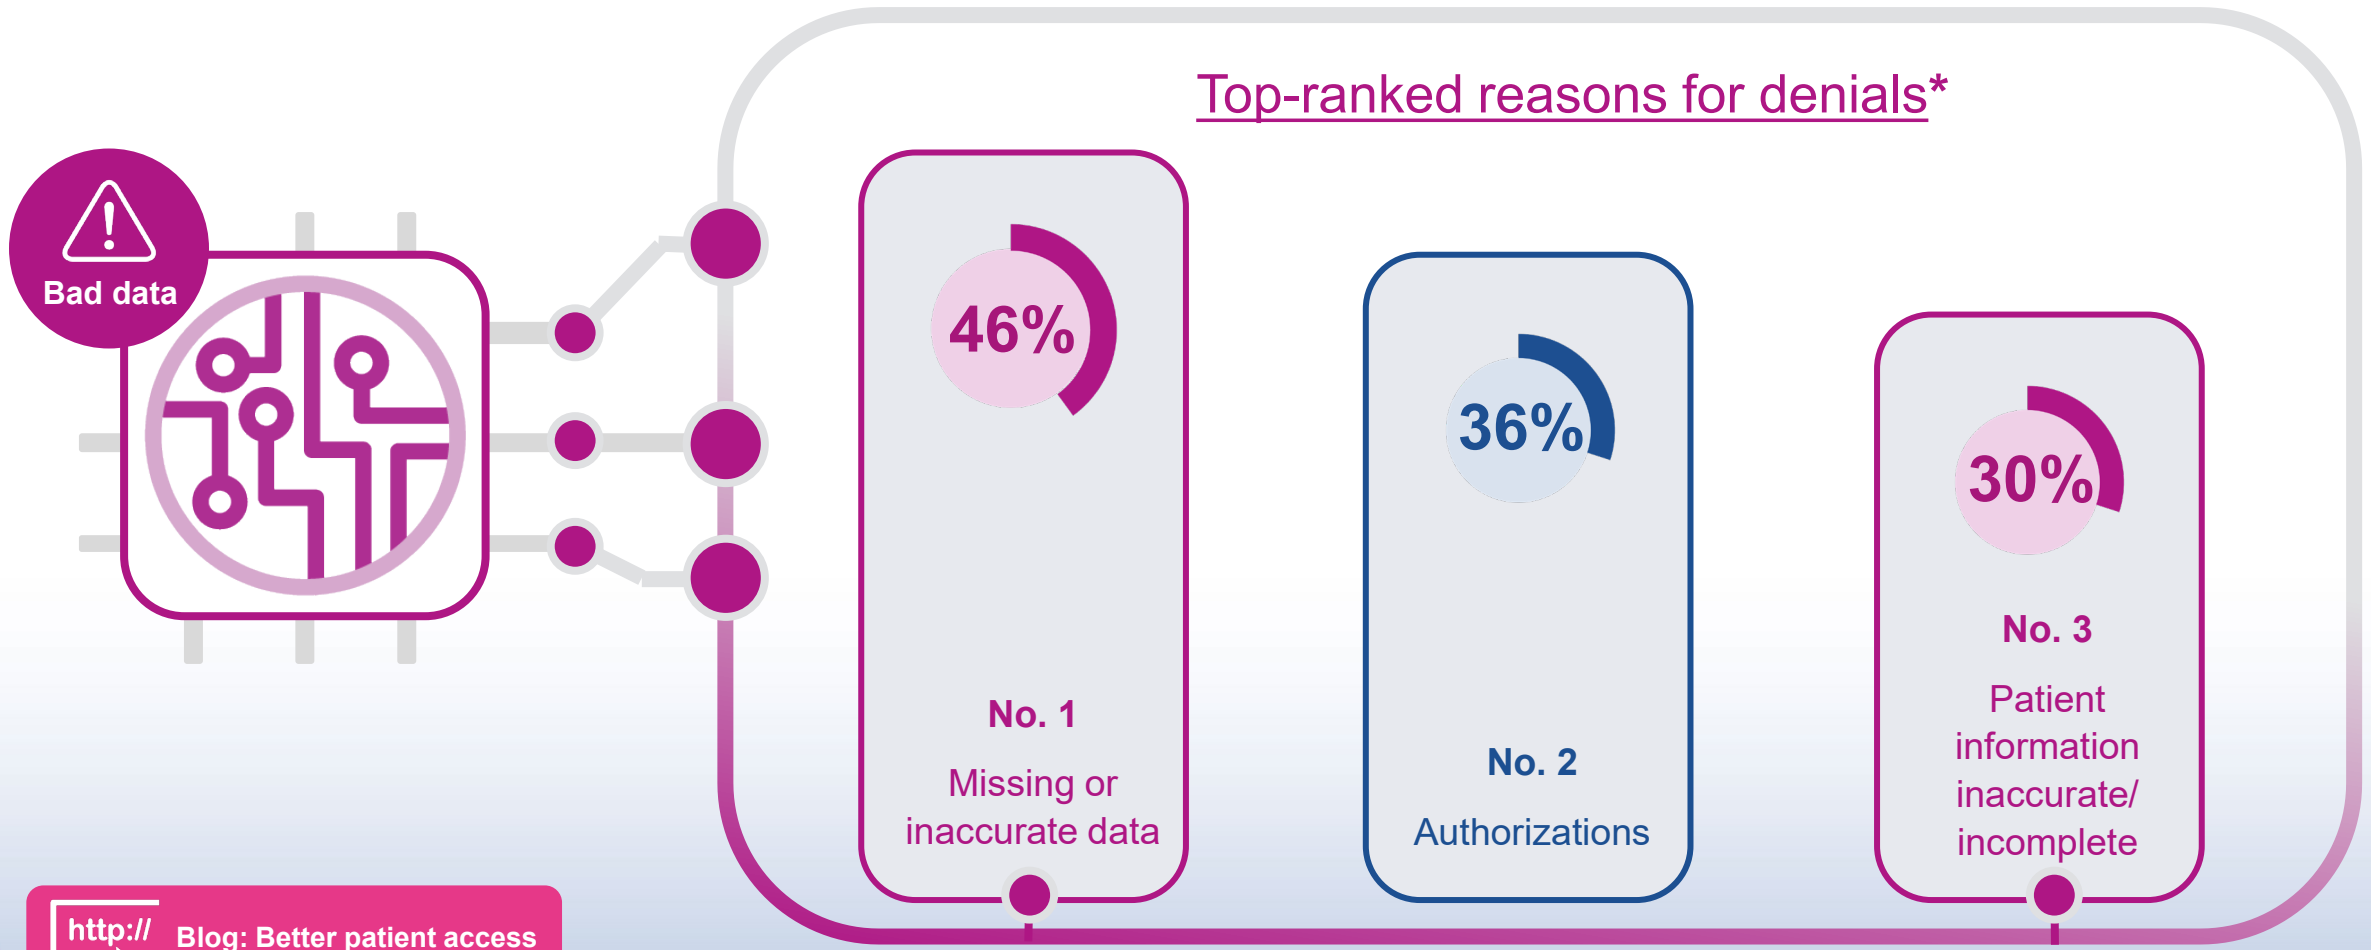 Top-ranked reasons for denials*
Bad data
46%
No. 1
Missing or
inaccurate data
36%
No. 2
Authorizations
30%
No. 3
Patient
information
inaccurate/
incomplete
http://
Blog: Better patient access